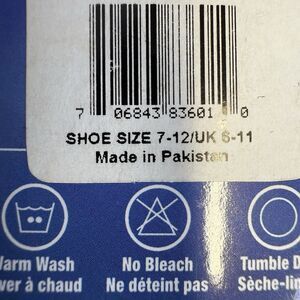 7 06843 83601 0
SHOE SIZE 7-12/UK 6-11
Made in Pakistan
Warm Wash No Bleach Tumble D
ver à chaud Ne déteint pas Sèche-lin